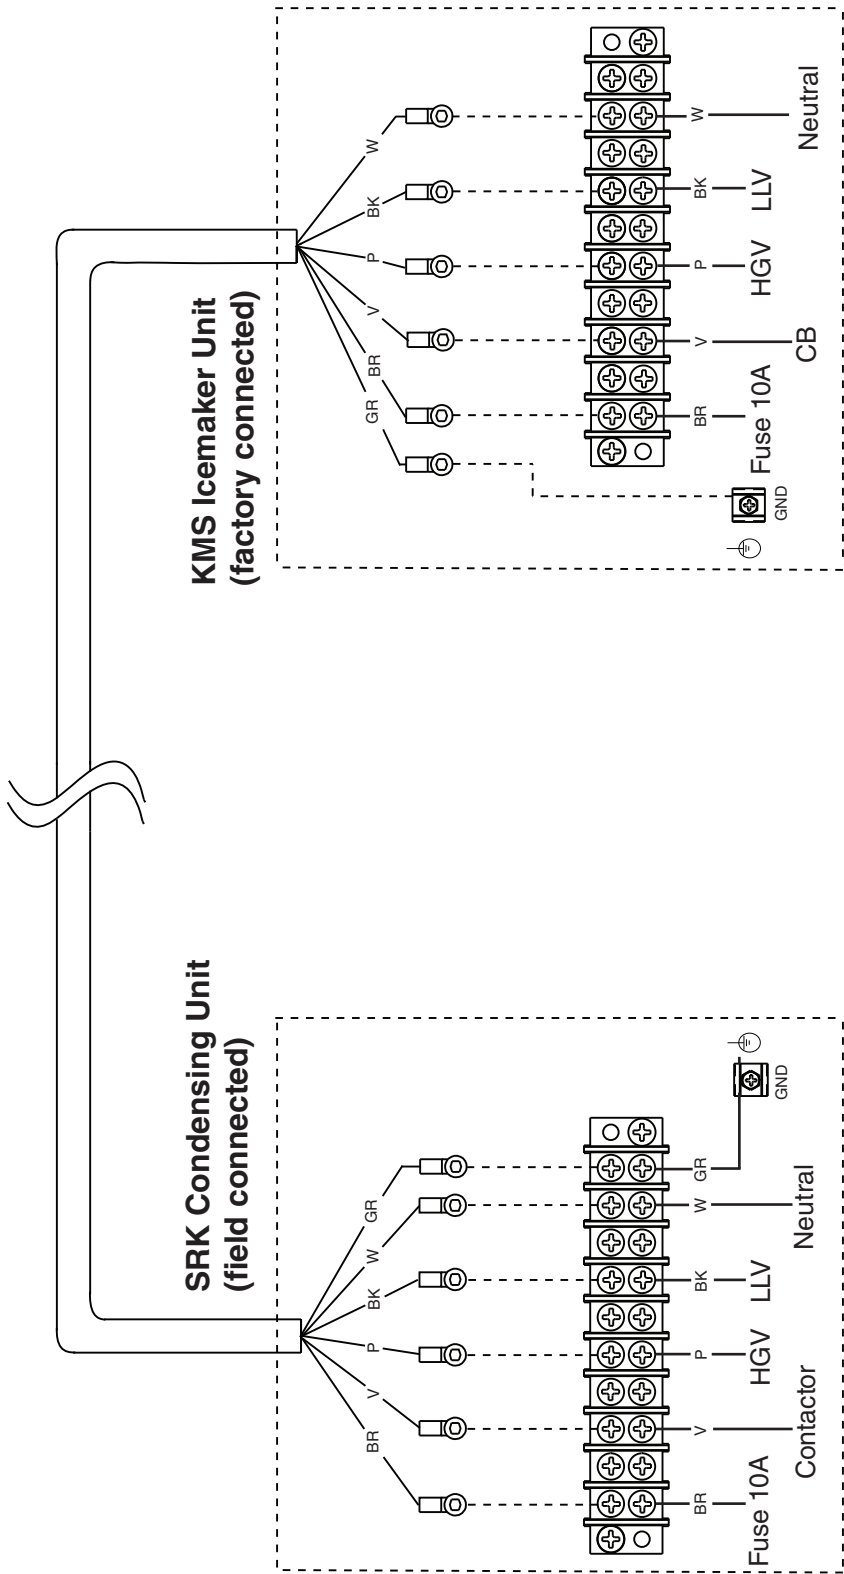 SRK Condensing Unit
(field connected)
BR
V
P
BK
W
GR
BR
V
P
BK
W
GR
Fuse 10A
Contactor
HGV
LLV
Neutral
GND
KMS Icemaker Unit
(factory connected)
GR
BR
V
P
BK
W
BR
V
P
BK
W
GND
Fuse 10A
CB
HGV
LLV
Neutral